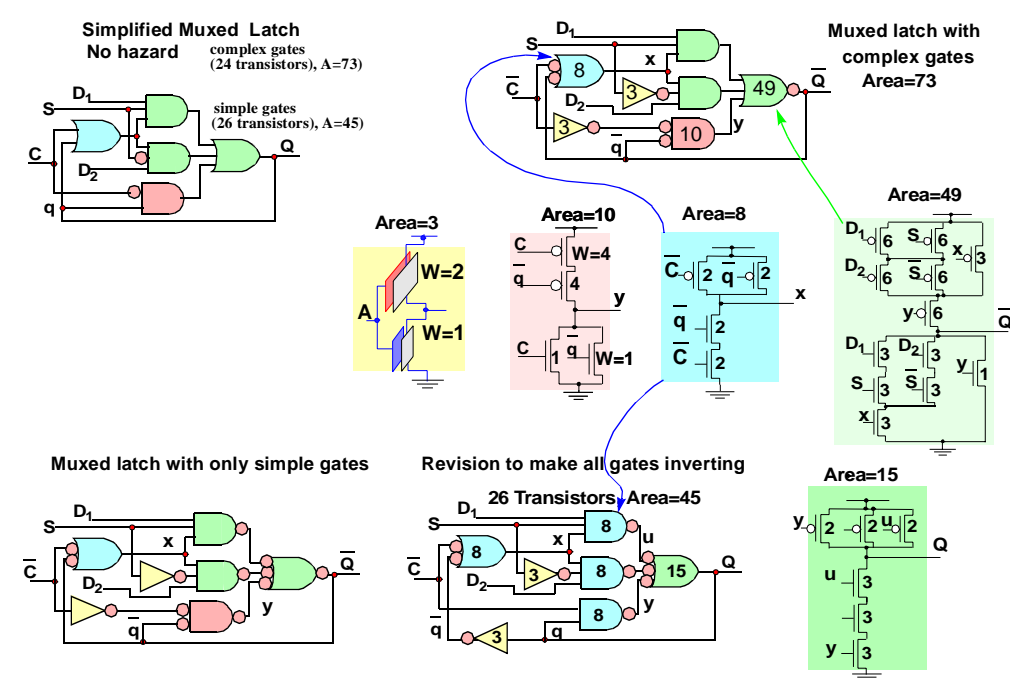 Simplified Muxed Latch
No hazard
complex gates
(24 transistors), A=73)
simple gates
(26 transistors), A=45)
D1
S
C
D2
q
Q
Muxed latch with
complex gates
Area=73
D1
S
8
x
C
3
D2
49
Q
3
q
10
y
Area=3
A
W=2
W=1
Area=10
C
W=4
q
4
y
C
1
q
W=1
Area=8
C
2
q
2
x
q
2
C
2
Area=49
D1
6
S
6
x
3
D2
6
S
6
y
6
Q
D1
3
D2
3
y
1
S
3
S
3
x
3
Muxed latch with only simple gates
D1
S
x
C
D2
Q
y
q
Revision to make all gates inverting
26 Transistors, Area=45
D1
S
8
u
x
8
C
3
8
D2
15
Q
y
8
q
3
q
Area=15
y
2
2
u
2
Q
u
3
3
y
3